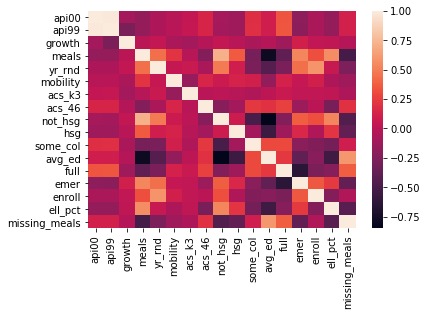 api00
api99
growth
meals
yr_rnd
mobility
acs_k3
acs_46
not_hsg
hsg
some_col
avg_ed
full
emer
enroll
ell_pct
missing_meals
api00
api99
growth
meals
yr_rnd
mobility
acs_k3
acs_46
not_hsg
hsg
some_col
avg_ed
full
emer
enroll
ell_pct
missing_meals
1.00
0.75
0.50
0.25
0.00
−0.25
−0.50
−0.75